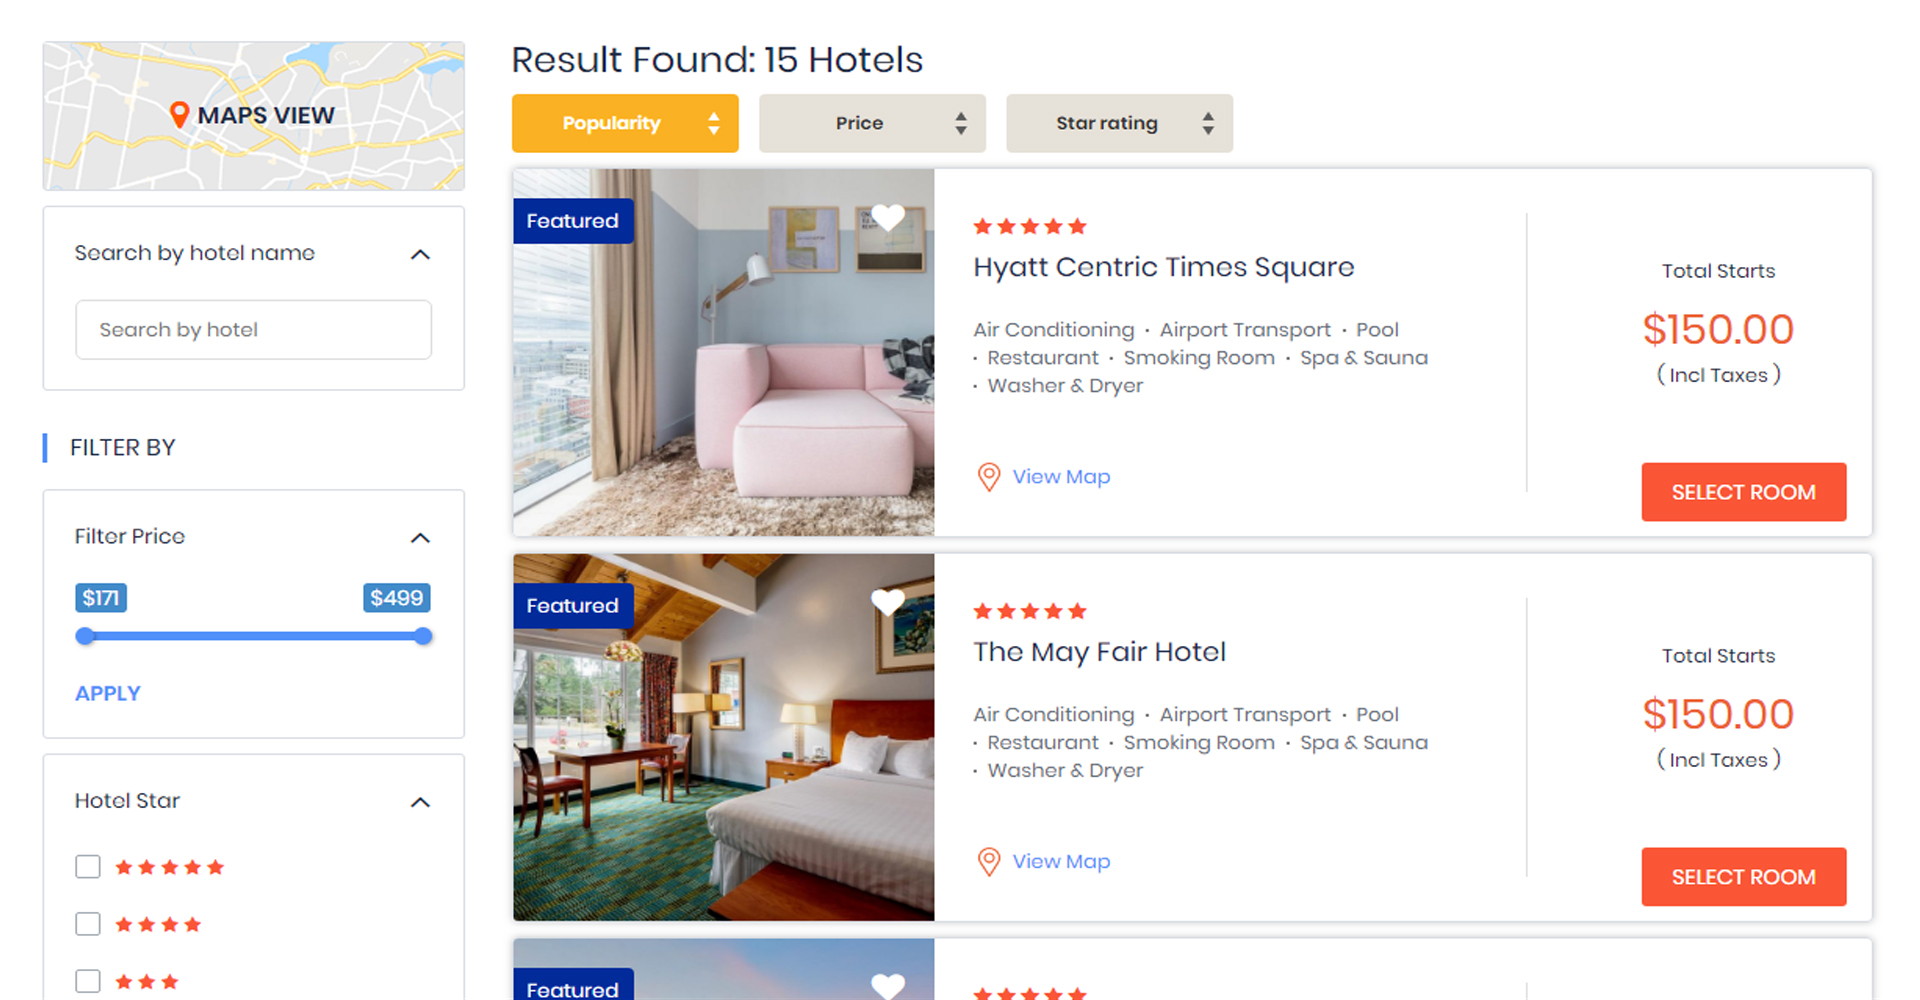 MAPS VIEW
Search by hotel name
Search by hotel
FILTER BY
Filter Price
$171 $499
APPLY
Hotel Star
Result Found: 15 Hotels
Popularity Price Star rating
Featured
Hyatt Centric Times Square
Air Conditioning · Airport Transport · Pool
· Restaurant · Smoking Room · Spa & Sauna
· Washer & Dryer
View Map
Total Starts
$150.00
( Incl Taxes )
SELECT ROOM
Featured
The May Fair Hotel
Air Conditioning · Airport Transport · Pool
· Restaurant · Smoking Room · Spa & Sauna
· Washer & Dryer
View Map
Total Starts
$150.00
( Incl Taxes )
SELECT ROOM
Featured